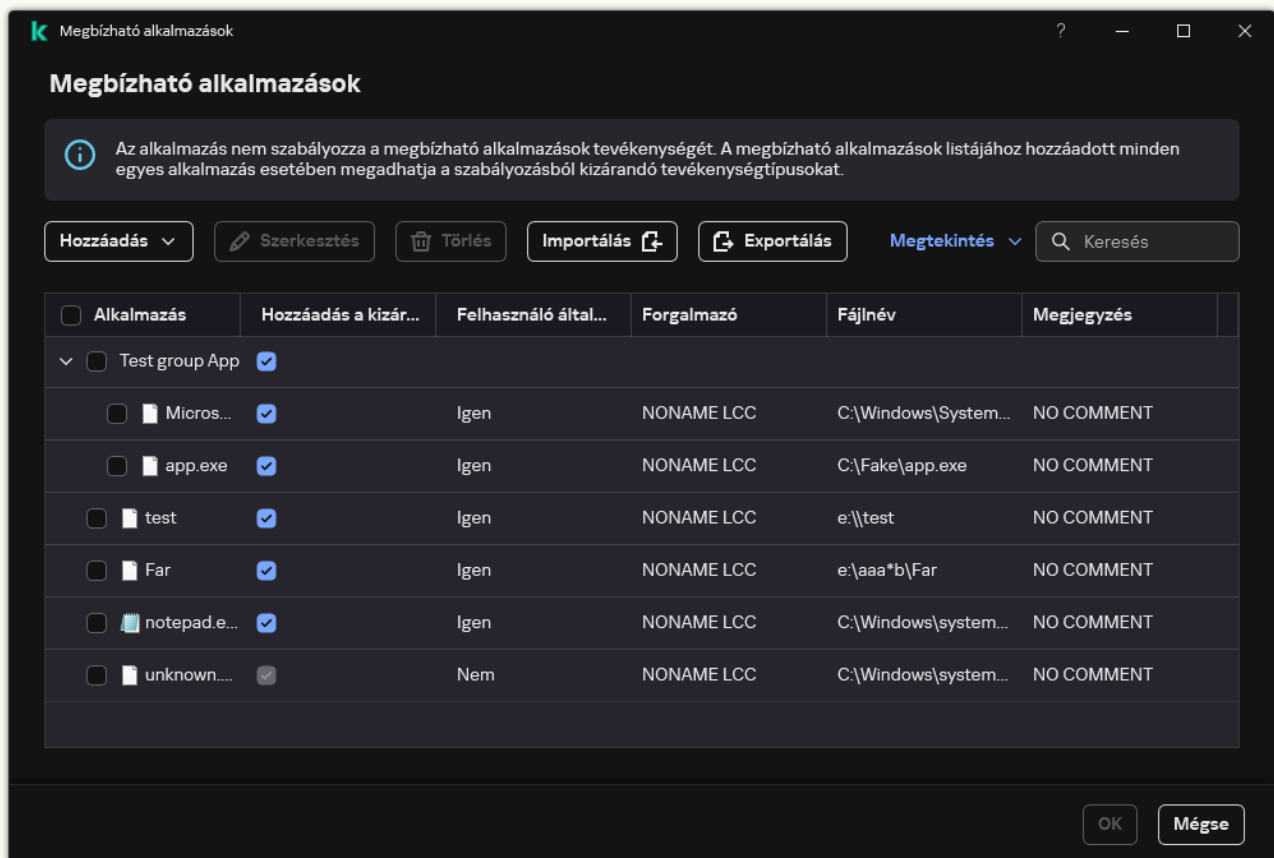 Megbízható alkalmazások
?
Megbízható alkalmazások
Az alkalmazás nem szabályozza a megbízható alkalmazások tevékenységét. A megbízható alkalmazások listájához hozzáadott minden
egyes alkalmazás esetében megadhatja a szabályozásból kizárandó tevékenységtípusokat.
Hozzáadás Szerkesztés Törlés Importálás Exportálás Megtekintés Keresés
Alkalmazás Hozzáadás a kizár... Felhasználó által... Forgalmazó Fájlnév Megjegyzés
Test group App
Micros... Igen NONAME LCC C:\Windows\System... NO COMMENT
app.exe Igen NONAME LCC C:\Fake\app.exe NO COMMENT
test Igen NONAME LCC e:\\test NO COMMENT
Far Igen NONAME LCC e:\aaa*b\Far NO COMMENT
notepad.e... Igen NONAME LCC C:\Windows\system... NO COMMENT
unknown.... Nem NONAME LCC C:\Windows\system... NO COMMENT
OK Mégse